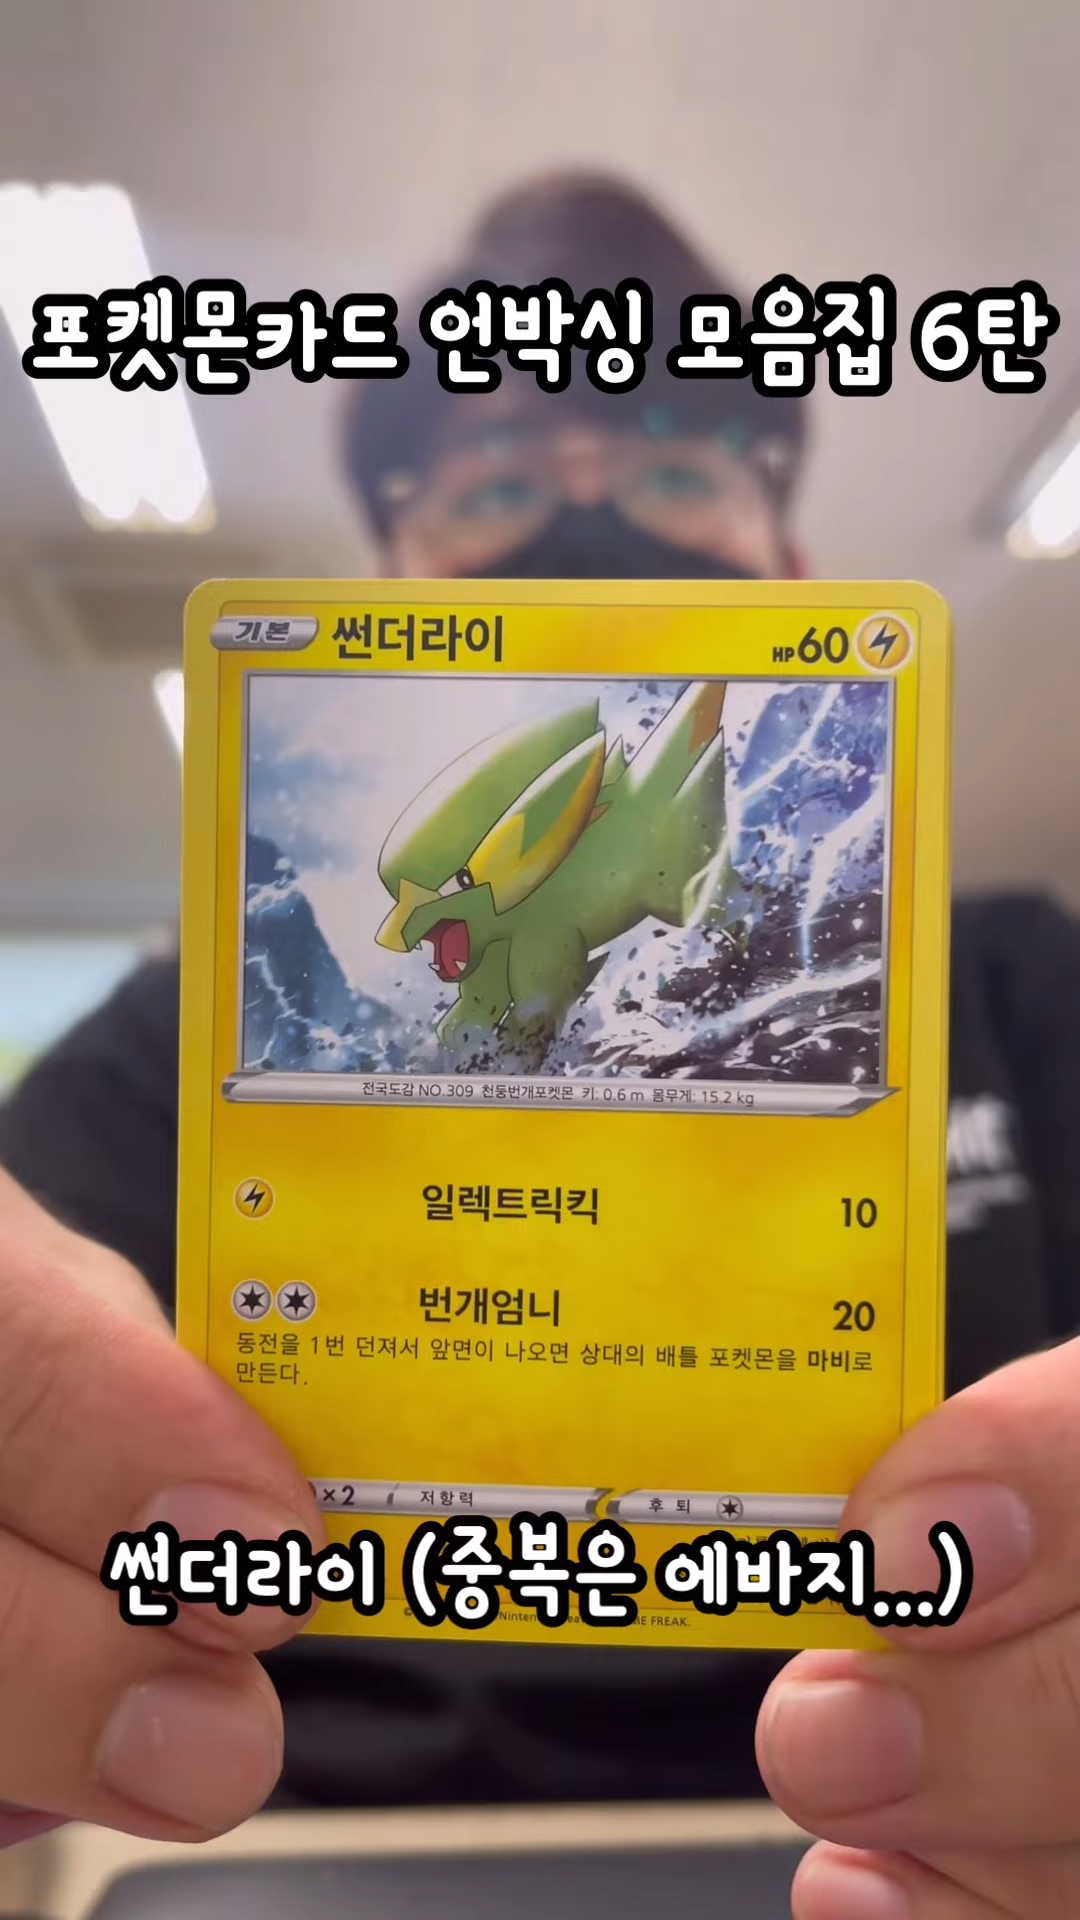 포켓몬카드 언박싱 모음집 6탄
기본 썬더라이 HP 60
전국도감 NO.309 천둥번개포켓몬 키: 0.6 m 몸무게: 15.2 kg
일렉트릭킥 10
번개엄니 20
동전을 1번 던져서 앞면이 나오면 상대의 배틀 포켓몬을 마비로
만든다.
×2 저항력 후퇴
썬더라이 (중복은 에바지...)